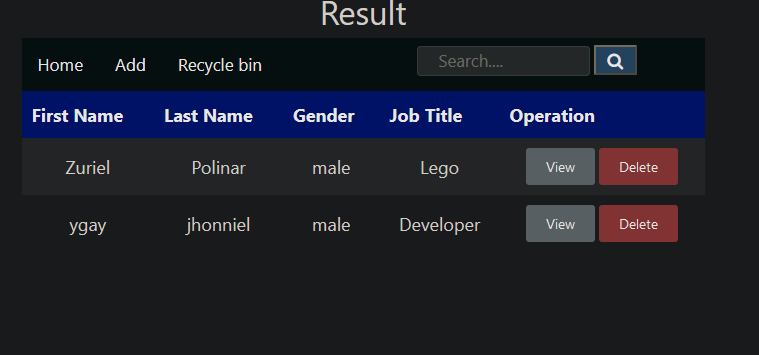 Result
Home Add Recycle bin Search....
First Name Last Name Gender Job Title Operation
Zuriel Polinar male Lego View Delete
ygay jhonniel male Developer View Delete